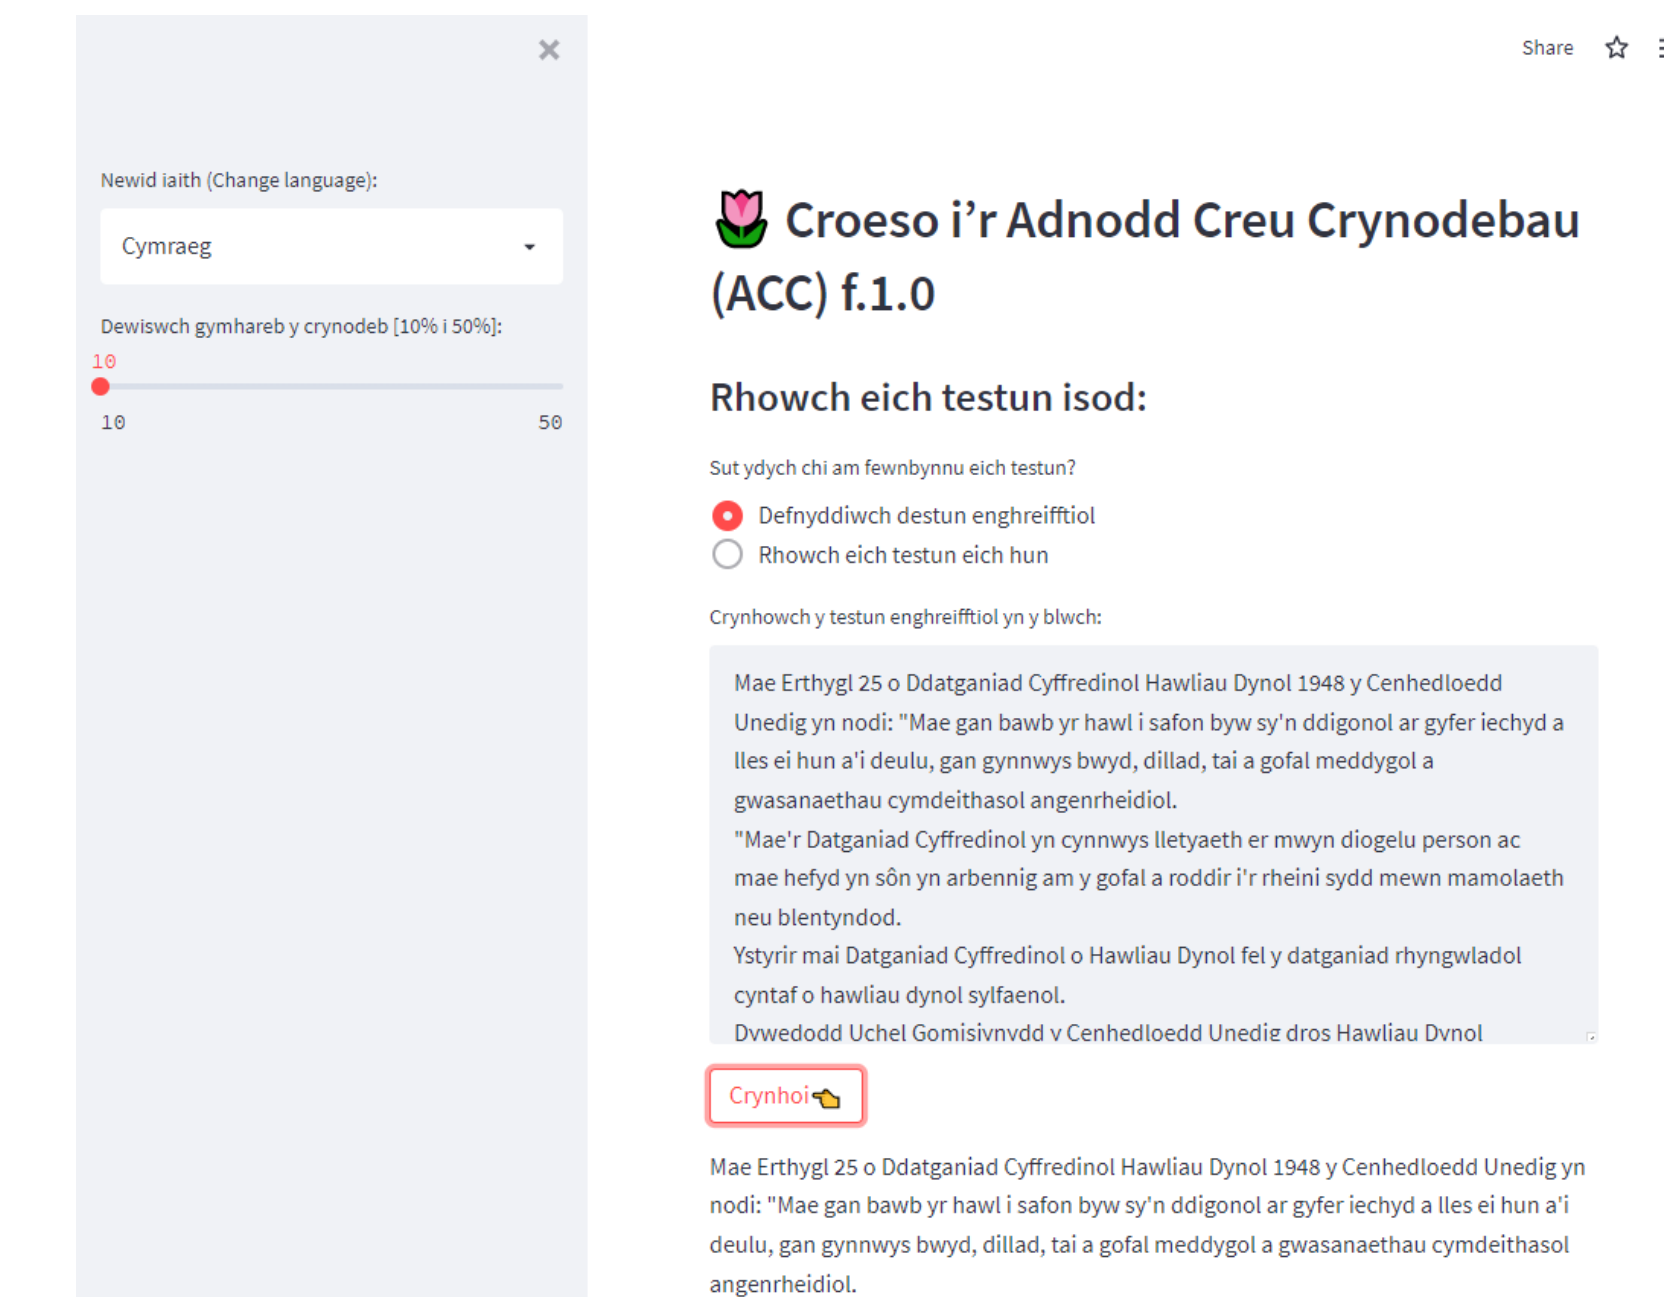 Share
Newid iaith (Change language):
Cymraeg
Dewiswch gymhareb y crynodeb [10% i 50%]:
10
10
50
Croeso i’r Adnodd Creu Crynodebau
(ACC) f.1.0
Rhowch eich testun isod:
Sut ydych chi am fewnbynnu eich testun?
Defnyddiwch destun enghreifftiol
Rhowch eich testun eich hun
Crynhowch y testun enghreifftiol yn y blwch:
Mae Erthygl 25 o Ddatganiad Cyffredinol Hawliau Dynol 1948 y Cenhedloedd
Unedig yn nodi: "Mae gan bawb yr hawl i safon byw sy'n ddigonol ar gyfer iechyd a
lles ei hun a'i deulu, gan gynnwys bwyd, dillad, tai a gofal meddygol a
gwasanaethau cymdeithasol angenrheidiol.
"Mae'r Datganiad Cyffredinol yn cynnwys lletyaeth er mwyn diogelu person ac
mae hefyd yn sôn yn arbennig am y gofal a roddir i'r rheini sydd mewn mamolaeth
neu blentyndod.
Ystyrir mai Datganiad Cyffredinol o Hawliau Dynol fel y datganiad rhyngwladol
cyntaf o hawliau dynol sylfaenol.
Dywedodd Uchel Gomisiynydd y Cenhedloedd Unedig dros Hawliau Dynol
Crynhoi
Mae Erthygl 25 o Ddatganiad Cyffredinol Hawliau Dynol 1948 y Cenhedloedd Unedig yn
nodi: "Mae gan bawb yr hawl i safon byw sy'n ddigonol ar gyfer iechyd a lles ei hun a'i
deulu, gan gynnwys bwyd, dillad, tai a gofal meddygol a gwasanaethau cymdeithasol
angenrheidiol.